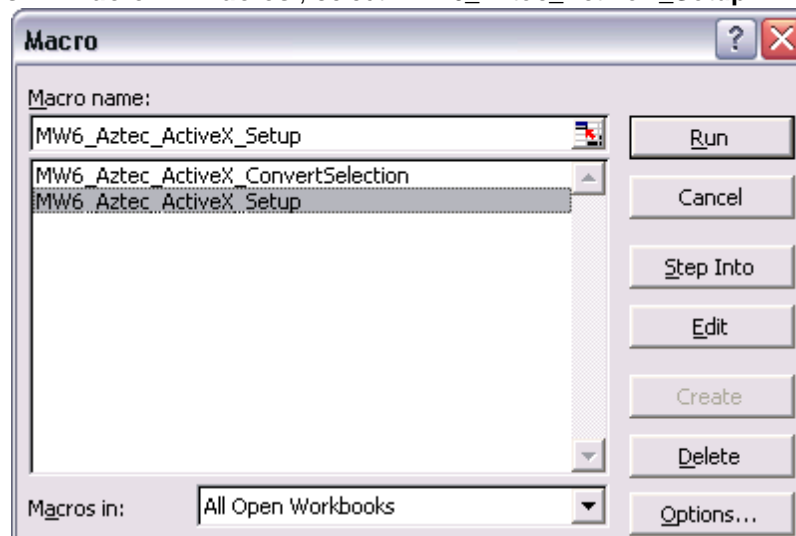 Macro
Macro name:
MW6_Aztec_ActiveX_Setup
Run
MW6_Aztec_ActiveX_ConvertSelection
MW6_Aztec_ActiveX_Setup
Cancel
Step Into
Edit
Create
Delete
Macros in:
All Open Workbooks
Options...